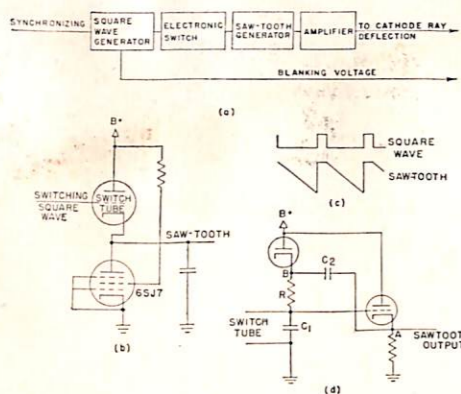 SYNCHRONIZING
SQUARE
WAVE
GENERATOR
ELECTRONIC
SWITCH
SAW-TOOTH
GENERATOR
AMPLIFIER
TO CATHODE RAY
DEFLECTION
BLANKING VOLTAGE
(a)
B+
SWITCHING
SQUARE
WAVE
SWITCH
TUBE
SAW-TOOTH
6SJ7
(b)
SQUARE
WAVE
SAW-TOOTH
(c)
B+
B
C2
R
SWITCH
TUBE
C1
A
SAWTOOTH
OUTPUT
(d)